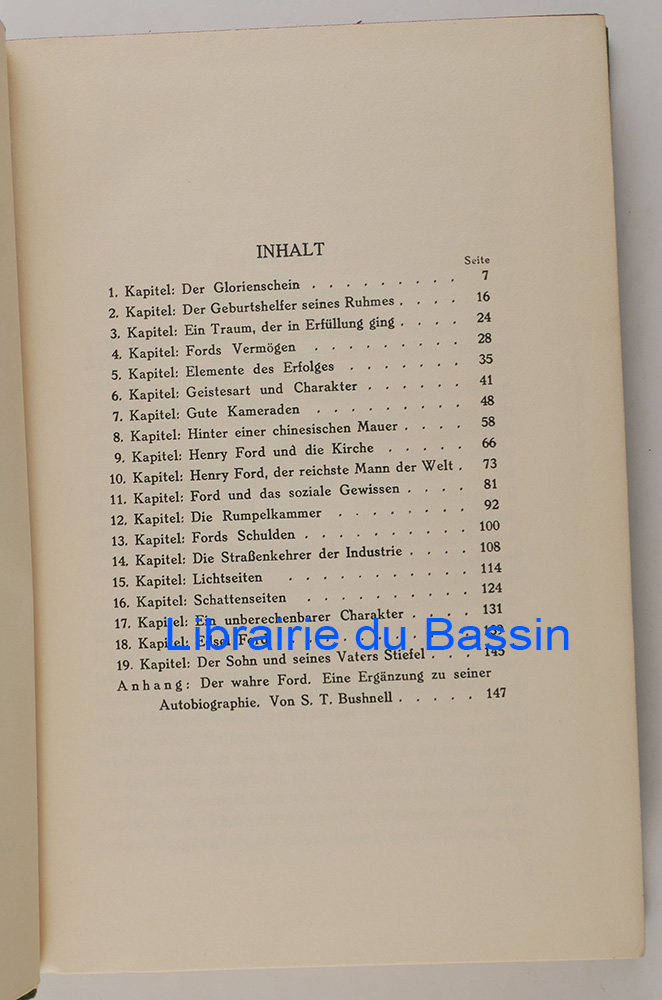 INHALT
Seite
1. Kapitel: Der Glorienschein . . . . . . . . . 7
2. Kapitel: Der Geburtshelfer seines Ruhmes . . . . 16
3. Kapitel: Ein Traum, der in Erfüllung ging . . . . 24
4. Kapitel: Fords Vermögen . . . . . . . . . 28
5. Kapitel: Elemente des Erfolges . . . . . . . 35
6. Kapitel: Geistesart und Charakter . . . . . . 41
7. Kapitel: Gute Kameraden . . . . . . . . . 48
8. Kapitel: Hinter einer chinesischen Mauer . . . . 58
9. Kapitel: Henry Ford und die Kirche . . . . . 66
10. Kapitel: Henry Ford, der reichste Mann der Welt . 73
11. Kapitel: Ford und das soziale Gewissen . . . . 81
12. Kapitel: Die Rumpelkammer . . . . . . . . 92
13. Kapitel: Fords Schulden . . . . . . . . . 100
14. Kapitel: Die Straßenkehrer der Industrie . . . . 108
15. Kapitel: Lichtseiten . . . . . . . . . . 114
16. Kapitel: Schattenseiten . . . . . . . . . 124
17. Kapitel: Ein unberechenbarer Charakter . . . . 131
18. Kapitel: Edsel Ford
19. Kapitel: Der Sohn und seines Vaters Stiefel . . . 145
Anhang: Der wahre Ford. Eine Ergänzung zu seiner
Autobiographie. Von S. T. Bushnell . . . . . 147
Librairie du Bassin